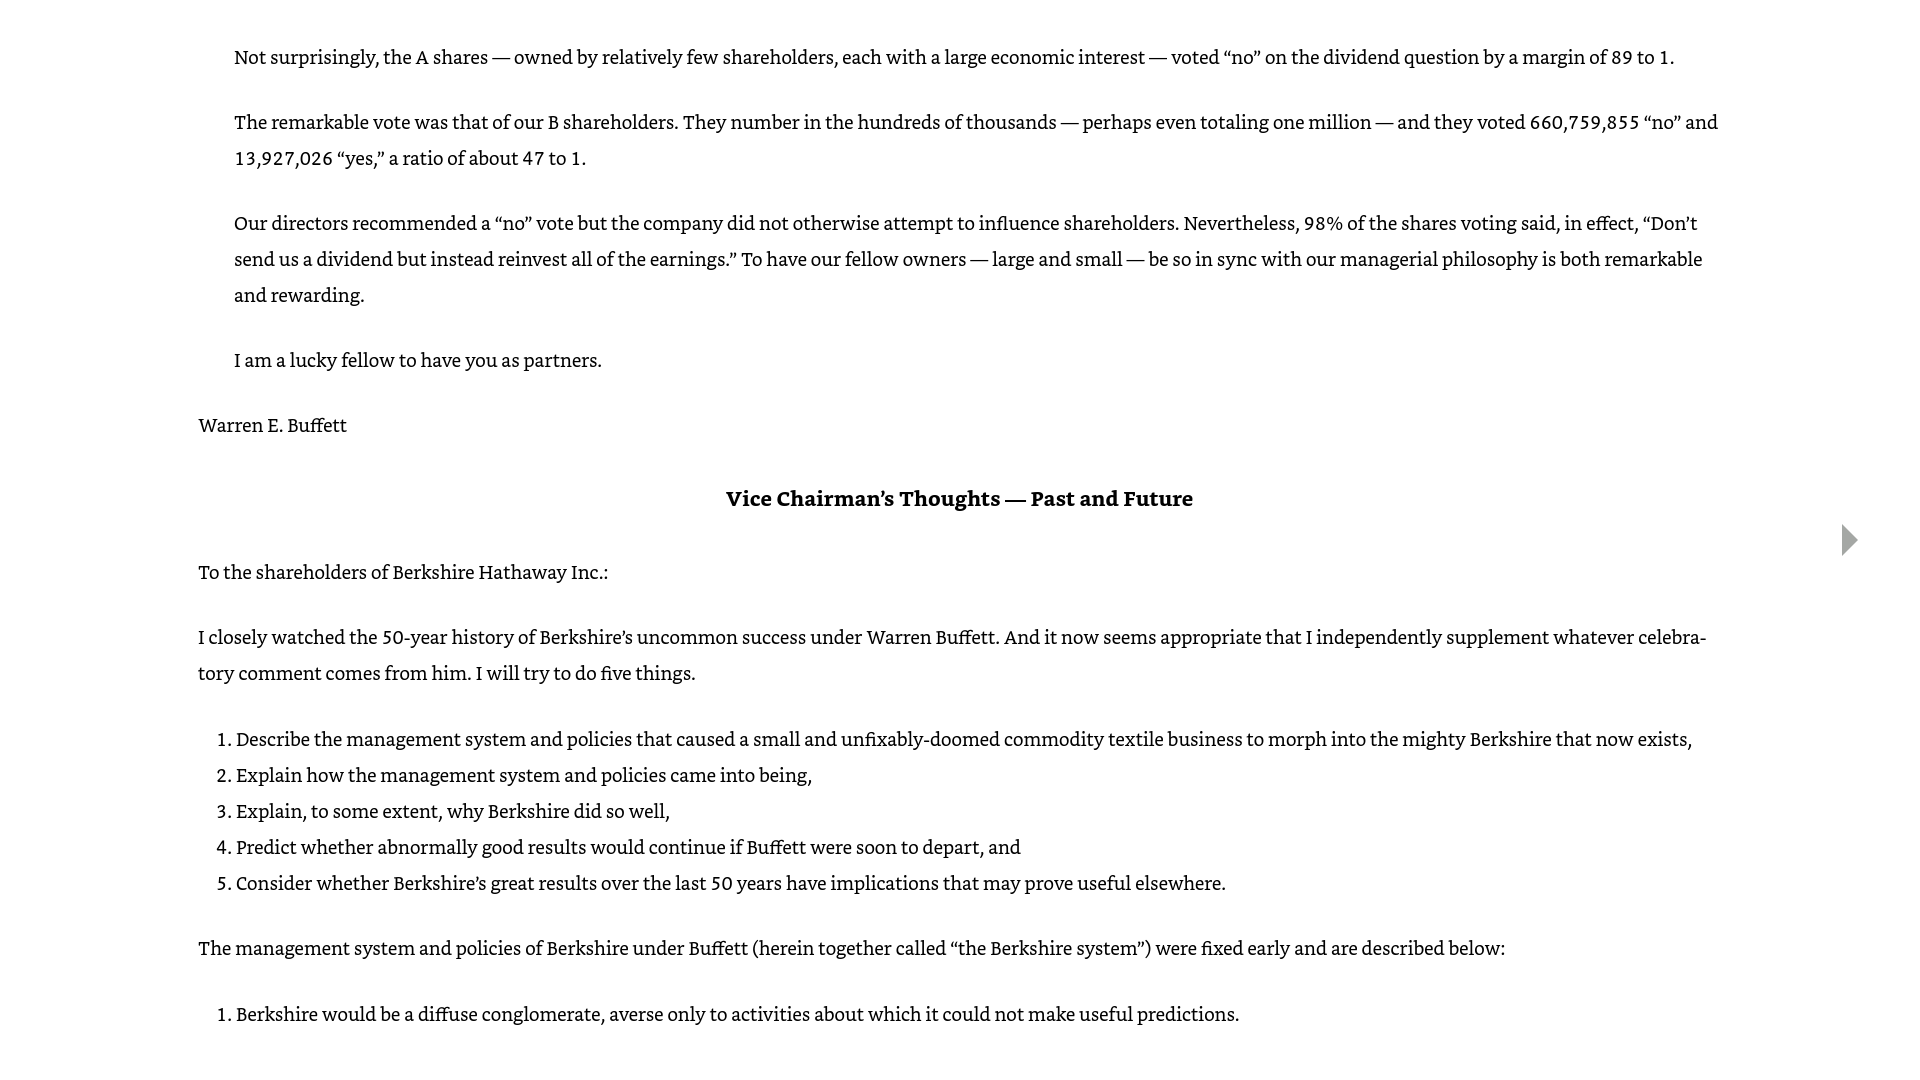 Not surprisingly, the A shares — owned by relatively few shareholders, each with a large economic interest — voted “no” on the dividend question by a margin of 89 to 1.
The remarkable vote was that of our B shareholders. They number in the hundreds of thousands — perhaps even totaling one million — and they voted 660,759,855 “no” and
13,927,026 “yes,” a ratio of about 47 to 1.
Our directors recommended a “no” vote but the company did not otherwise attempt to influence shareholders. Nevertheless, 98% of the shares voting said, in effect, “Don’t
send us a dividend but instead reinvest all of the earnings.” To have our fellow owners — large and small — be so in sync with our managerial philosophy is both remarkable
and rewarding.
I am a lucky fellow to have you as partners.
Warren E. Buffett
Vice Chairman’s Thoughts — Past and Future
To the shareholders of Berkshire Hathaway Inc.:
I closely watched the 50-year history of Berkshire’s uncommon success under Warren Buffett. And it now seems appropriate that I independently supplement whatever celebra-
tory comment comes from him. I will try to do five things.
1. Describe the management system and policies that caused a small and unfixably-doomed commodity textile business to morph into the mighty Berkshire that now exists,
2. Explain how the management system and policies came into being,
3. Explain, to some extent, why Berkshire did so well,
4. Predict whether abnormally good results would continue if Buffett were soon to depart, and
5. Consider whether Berkshire’s great results over the last 50 years have implications that may prove useful elsewhere.
The management system and policies of Berkshire under Buffett (herein together called “the Berkshire system”) were fixed early and are described below:
1. Berkshire would be a diffuse conglomerate, averse only to activities about which it could not make useful predictions.